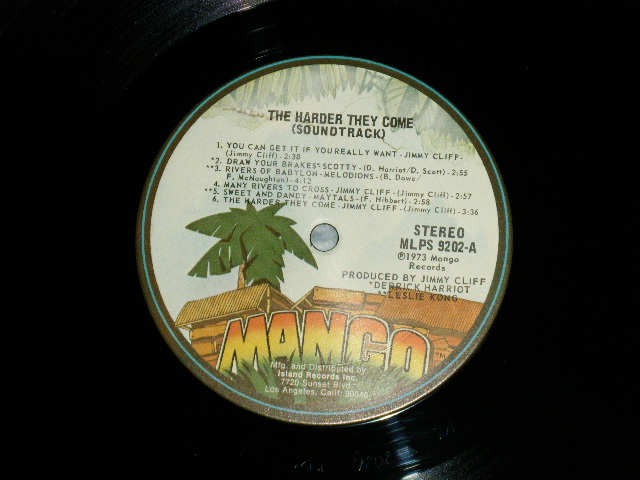 THE HARDER THEY COME
(SOUNDTRACK)
1. YOU CAN GET IT IF YOU REALLY WANT - JIMMY CLIFF -
(Jimmy Cliff) - 2:38
*2. DRAW YOUR BRAKES - SCOTTY - (D. Harriot/D. Scott) - 2:55
**3. RIVERS OF BABYLON - MELODIONS - (B. Dowe/
F. McNaughton) - 4:12
4. MANY RIVERS TO CROSS - JIMMY CLIFF - (Jimmy Cliff) - 2:57
**5. SWEET AND DANDY - MAYTALS - (F. Hibbert) - 2:58
6. THE HARDER THEY COME - JIMMY CLIFF - (Jimmy Cliff) - 3:36
STEREO
MLPS 9202-A
℗1973 Mango
Records
PRODUCED BY JIMMY CLIFF
*DERRICK HARRIOT
**LESLIE KONG
MANGO TM
Mfg. and Distributed by
Island Records Inc.
7720 Sunset Blvd.
Los Angeles, Calif. 90046